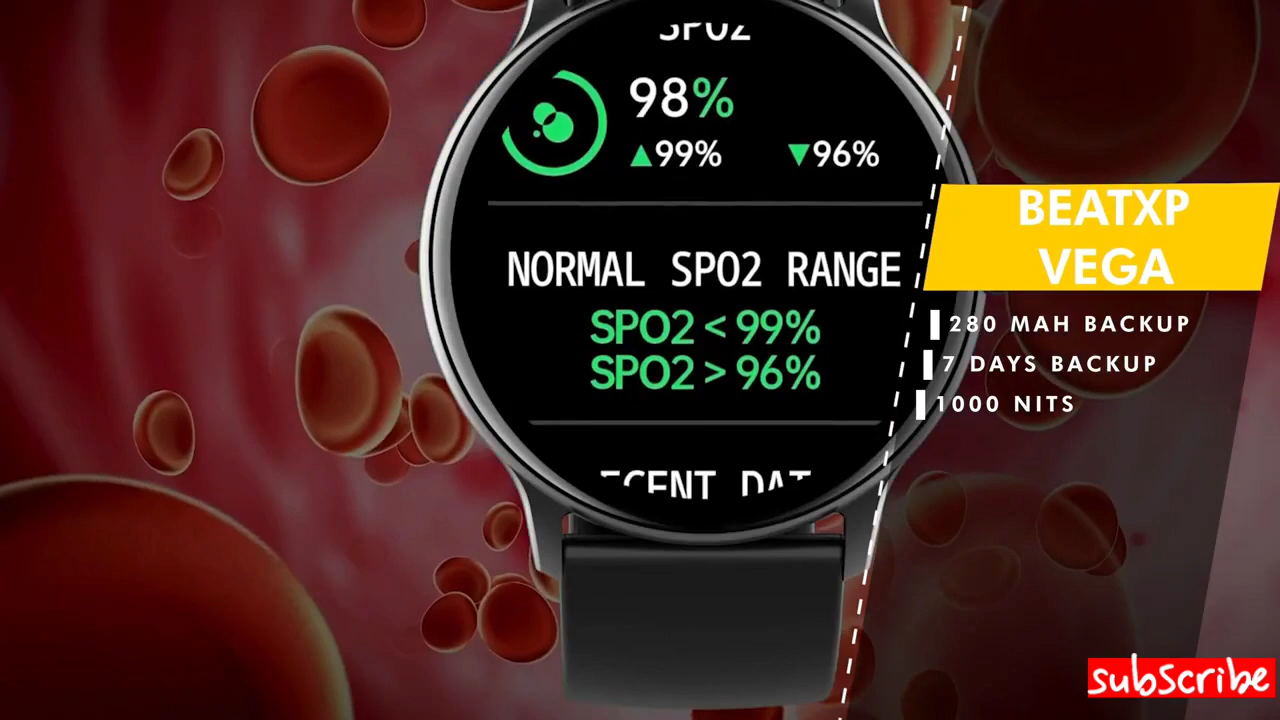 SPO2
98%
▲99% ▼96%
NORMAL SPO2 RANGE
SPO2 < 99%
SPO2 > 96%
BEATXP
VEGA
280 MAH BACKUP
7 DAYS BACKUP
1000 NITS
subscribe